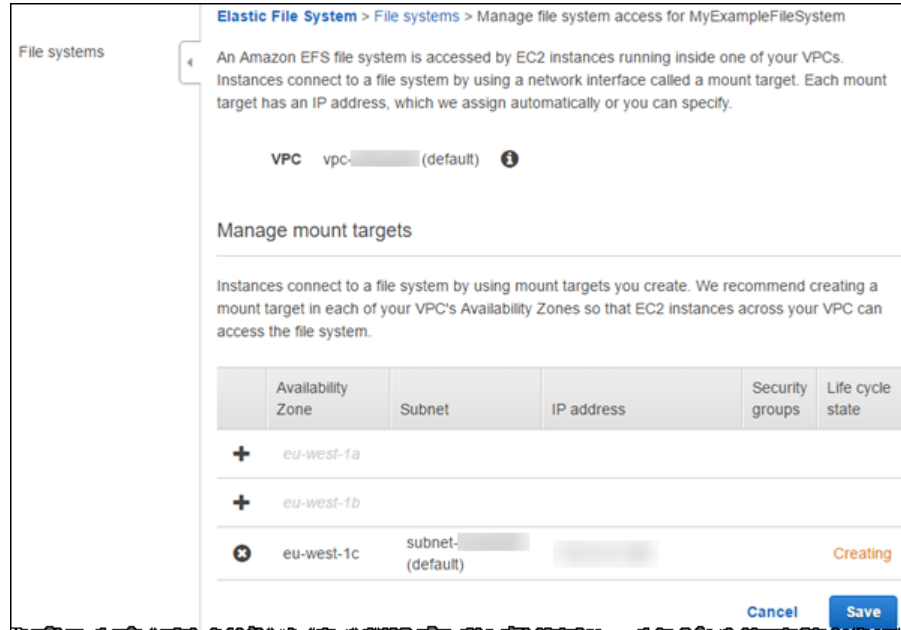 Elastic File System > File systems > Manage file system access for MyExampleFileSystem
File systems
An Amazon EFS file system is accessed by EC2 instances running inside one of your VPCs.
Instances connect to a file system by using a network interface called a mount target. Each mount
target has an IP address, which we assign automatically or you can specify.
VPC vpc- (default)
Manage mount targets
Instances connect to a file system by using mount targets you create. We recommend creating a
mount target in each of your VPC's Availability Zones so that EC2 instances across your VPC can
access the file system.
Availability
Zone
Subnet
IP address
Security
groups
Life cycle
state
eu-west-1a
eu-west-1b
eu-west-1c
subnet-
(default)
Creating
Cancel
Save